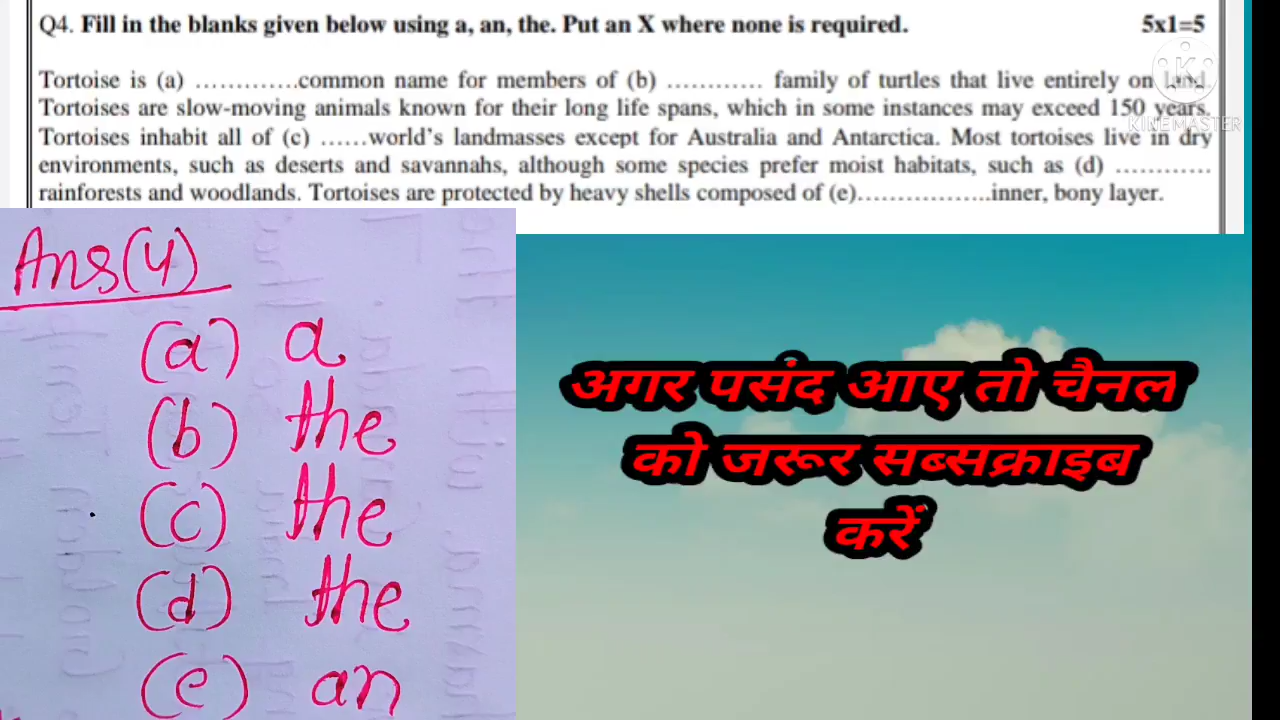 Q4. Fill in the blanks given below using a, an, the. Put an X where none is required. 5x1=5
Tortoise is (a) ………….common name for members of (b) ………… family of turtles that live entirely on land.
Tortoises are slow-moving animals known for their long life spans, which in some instances may exceed 150 years.
KINEMASTER
Tortoises inhabit all of (c) ……world’s landmasses except for Australia and Antarctica. Most tortoises live in dry
environments, such as deserts and savannahs, although some species prefer moist habitats, such as (d) …………
rainforests and woodlands. Tortoises are protected by heavy shells composed of (e)……………..inner, bony layer.
Ans(4)
(a) a
(b) the
(c) the
(d) the
(e) an
अगर पसंद आए तो चैनल
को जरूर सब्सक्राइब
करें